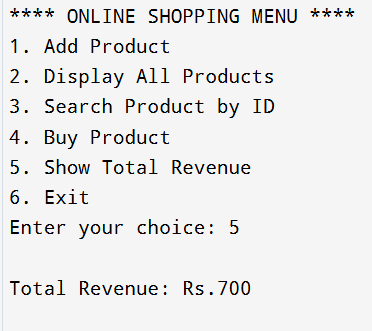 **** ONLINE SHOPPING MENU ****
1. Add Product
2. Display All Products
3. Search Product by ID
4. Buy Product
5. Show Total Revenue
6. Exit
Enter your choice: 5
Total Revenue: Rs.700